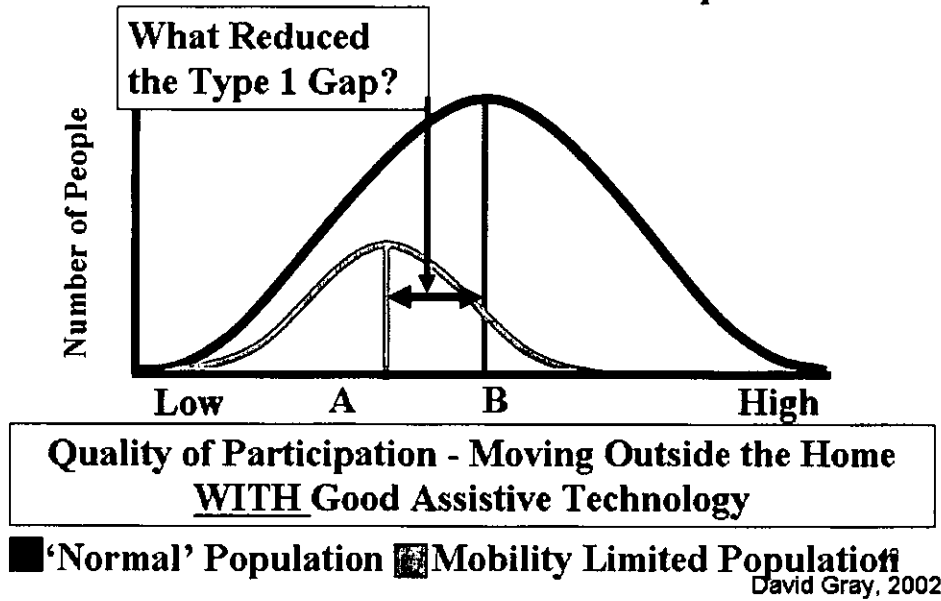 What Reduced
the Type 1 Gap?
Number of People
Low A B High
Quality of Participation - Moving Outside the Home
WITH Good Assistive Technology
'Normal' Population Mobility Limited Population
David Gray, 2002